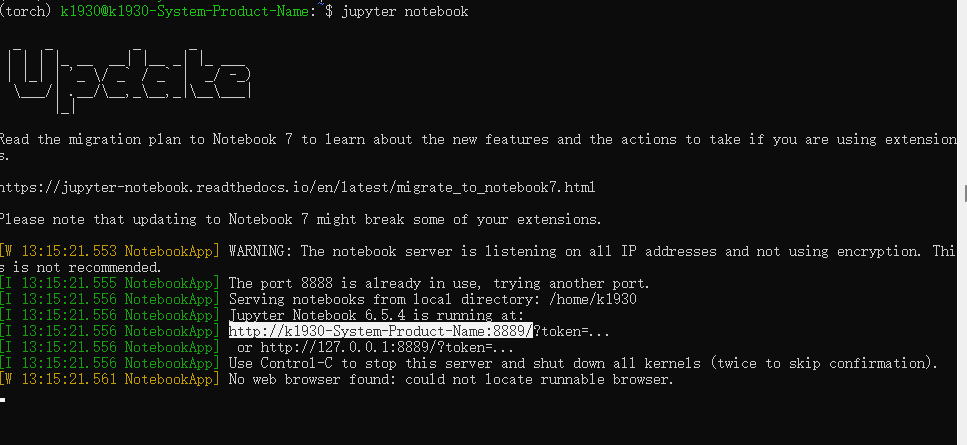 (torch) k1930@k1930-System-Product-Name:~$ jupyter notebook
Update
Read the migration plan to Notebook 7 to learn about the new features and the actions to take if you are using extension
s.
https://jupyter-notebook.readthedocs.io/en/latest/migrate_to_notebook7.html
Please note that updating to Notebook 7 might break some of your extensions.
[W 13:15:21.553 NotebookApp] WARNING: The notebook server is listening on all IP addresses and not using encryption. Thi
s is not recommended.
[I 13:15:21.555 NotebookApp] The port 8888 is already in use, trying another port.
[I 13:15:21.556 NotebookApp] Serving notebooks from local directory: /home/k1930
[I 13:15:21.556 NotebookApp] Jupyter Notebook 6.5.4 is running at:
[I 13:15:21.556 NotebookApp] http://k1930-System-Product-Name:8889/?token=...
[I 13:15:21.556 NotebookApp]  or http://127.0.0.1:8889/?token=...
[I 13:15:21.556 NotebookApp] Use Control-C to stop this server and shut down all kernels (twice to skip confirmation).
[W 13:15:21.561 NotebookApp] No web browser found: could not locate runnable browser.